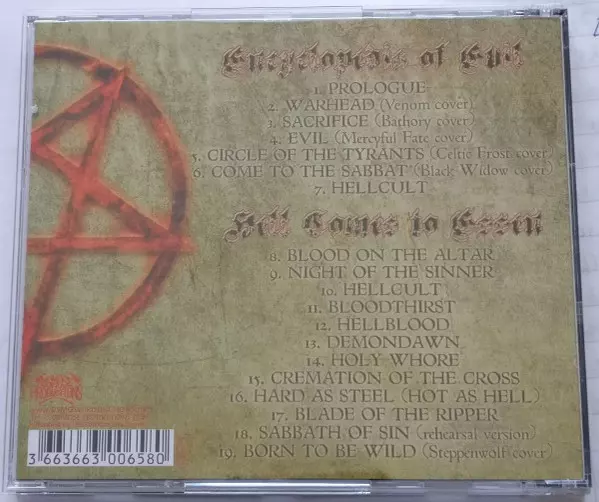 Encyclopedia of Evil
1. PROLOGUE
2. WARHEAD (Venom cover)
3. SACRIFICE (Bathory cover)
4. EVIL (Mercyful Fate cover)
5. CIRCLE OF THE TYRANTS (Celtic Frost cover)
6. COME TO THE SABBAT (Black Widow cover)
7. HELLCULT
Hell Comes to Essen
8. BLOOD ON THE ALTAR
9. NIGHT OF THE SINNER
10. HELLCULT
11. BLOODTHIRST
12. HELLBLOOD
13. DEMONDAWN
14. HOLY WHORE
15. CREMATION OF THE CROSS
16. HARD AS STEEL (HOT AS HELL)
17. BLADE OF THE RIPPER
18. SABBATH OF SIN (rehearsal version)
19. BORN TO BE WILD (Steppenwolf cover)
3 663663 006580